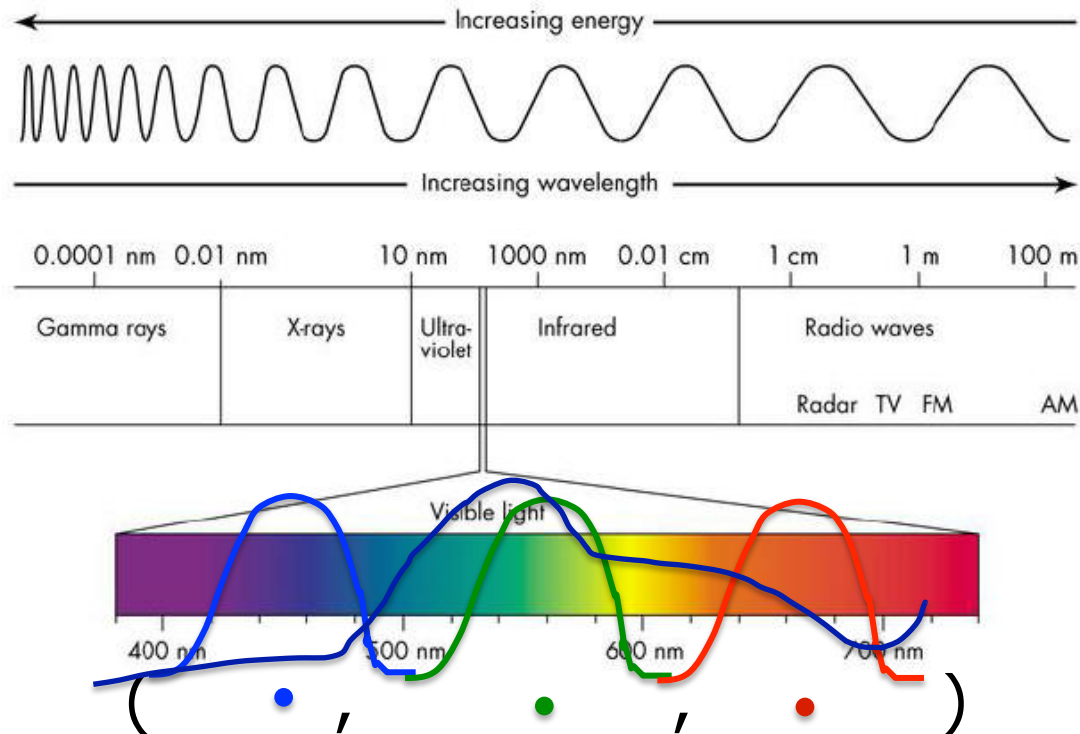 Increasing energy
Increasing wavelength
0.0001 nm 0.01 nm 10 nm 1000 nm 0.01 cm 1 cm 1 m 100 m
Gamma rays X-rays Ultra-violet Infrared Radio waves
Radar TV FM AM
Visible light
400 nm 500 nm 600 nm 700 nm
( , , )